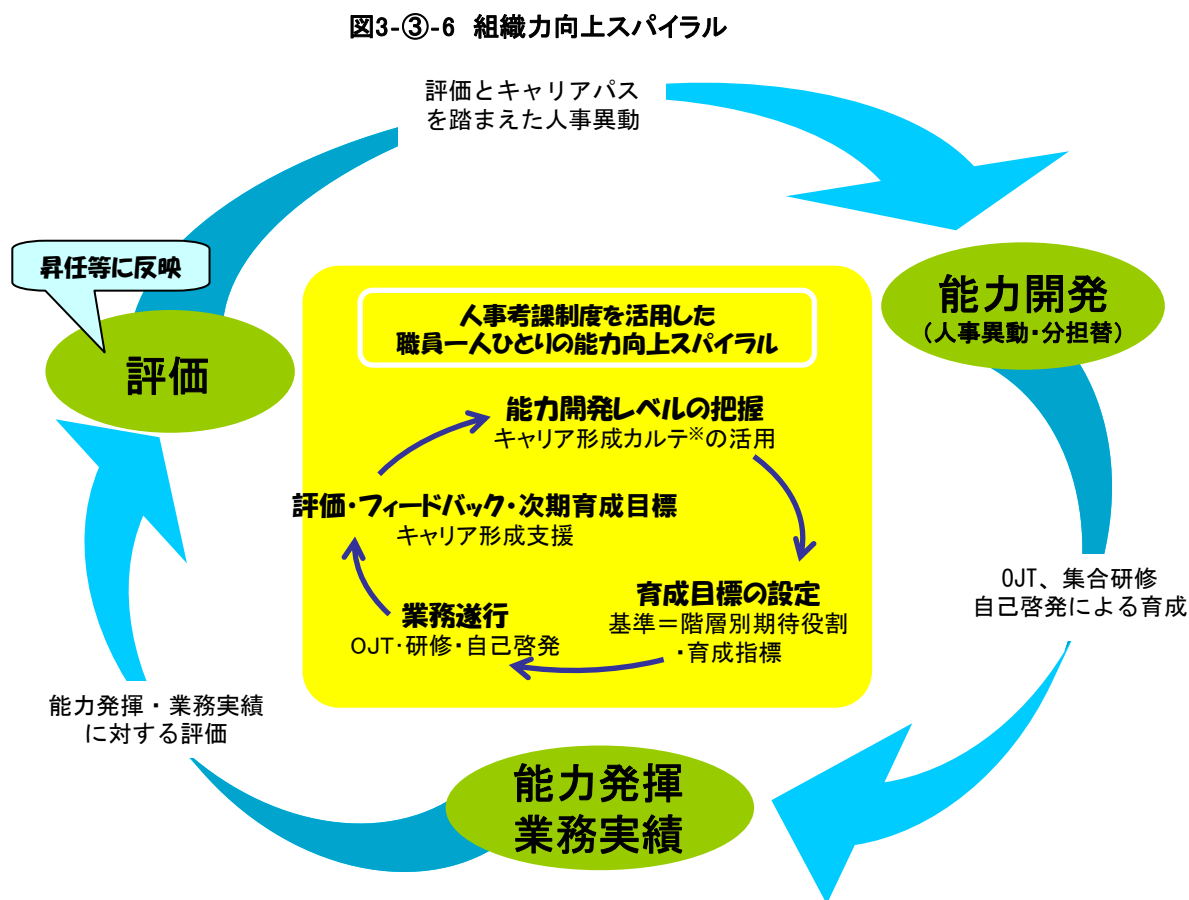 図3-③-6 組織力向上スパイラル
評価とキャリアパス
を踏まえた人事異動
昇任等に反映
評価
能力開発
（人事異動・分担替）
人事考課制度を活用した
職員一人ひとりの能力向上スパイラル
能力開発レベルの把握
キャリア形成カルテ※の活用
評価・フィードバック・次期育成目標
キャリア形成支援
育成目標の設定
基準＝階層別期待役割
・育成指標
業務遂行
OJT・研修・自己啓発
OJT、集合研修
自己啓発による育成
能力発揮・業務実績
に対する評価
能力発揮
業務実績